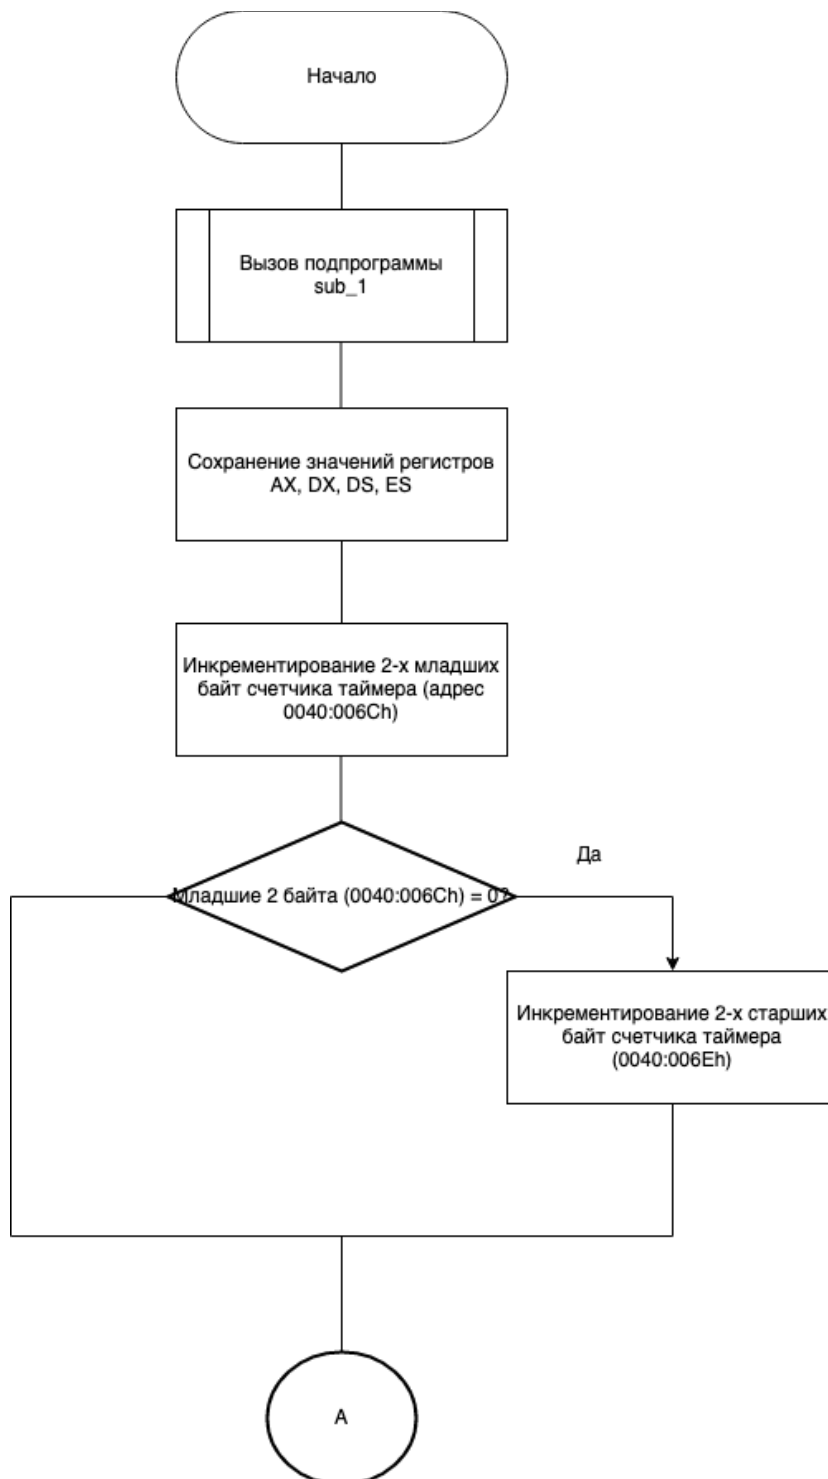 Начало
Вызов подпрограммы
sub_1
Сохранение значений регистров
AX, DX, DS, ES
Инкрементирование 2-х младших
байт счетчика таймера (адрес
0040:006Ch)
Да
Младшие 2 байта (0040:006Ch) = 0?
Инкрементирование 2-х старших
байт счетчика таймера
(0040:006Eh)
A